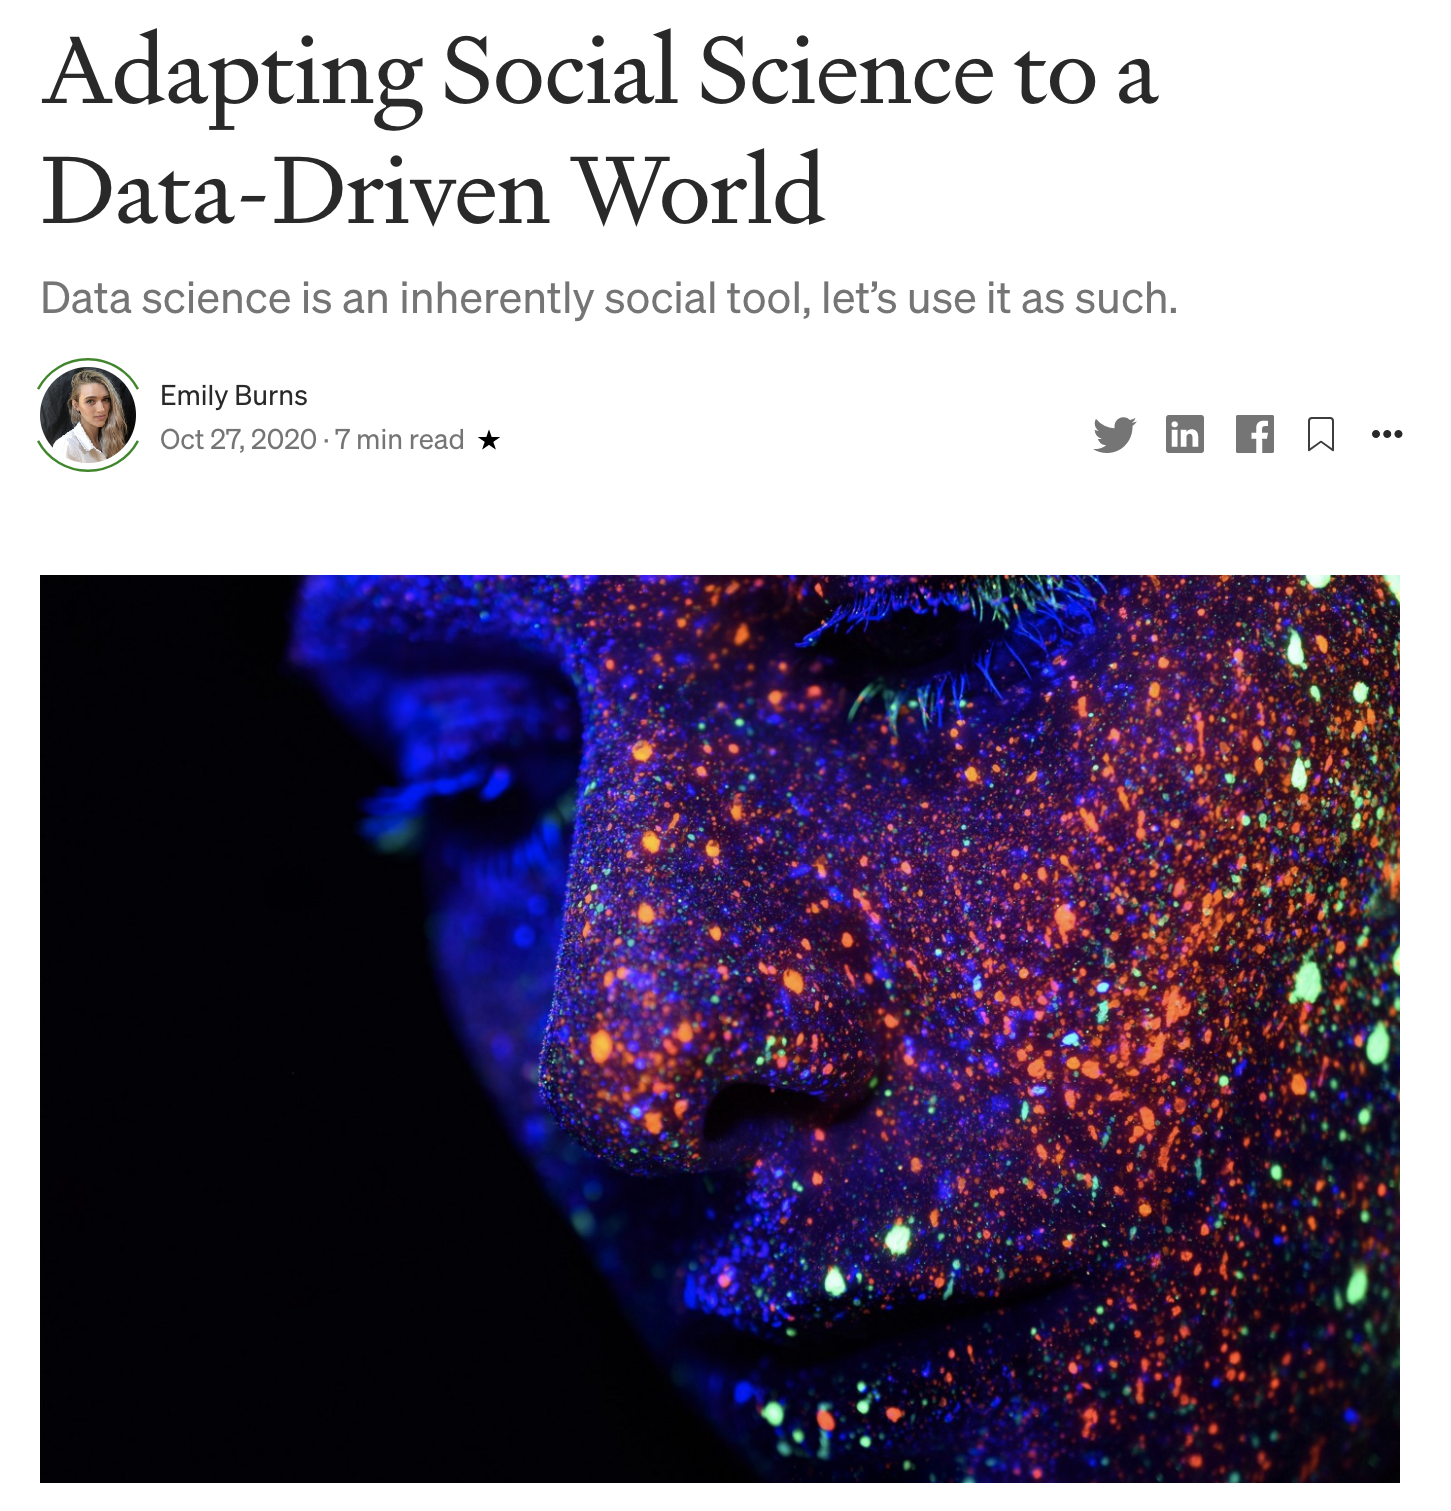 Adapting Social Science to a
Data-Driven World
Data science is an inherently social tool, let’s use it as such.
Emily Burns
Oct 27, 2020 · 7 min read ★